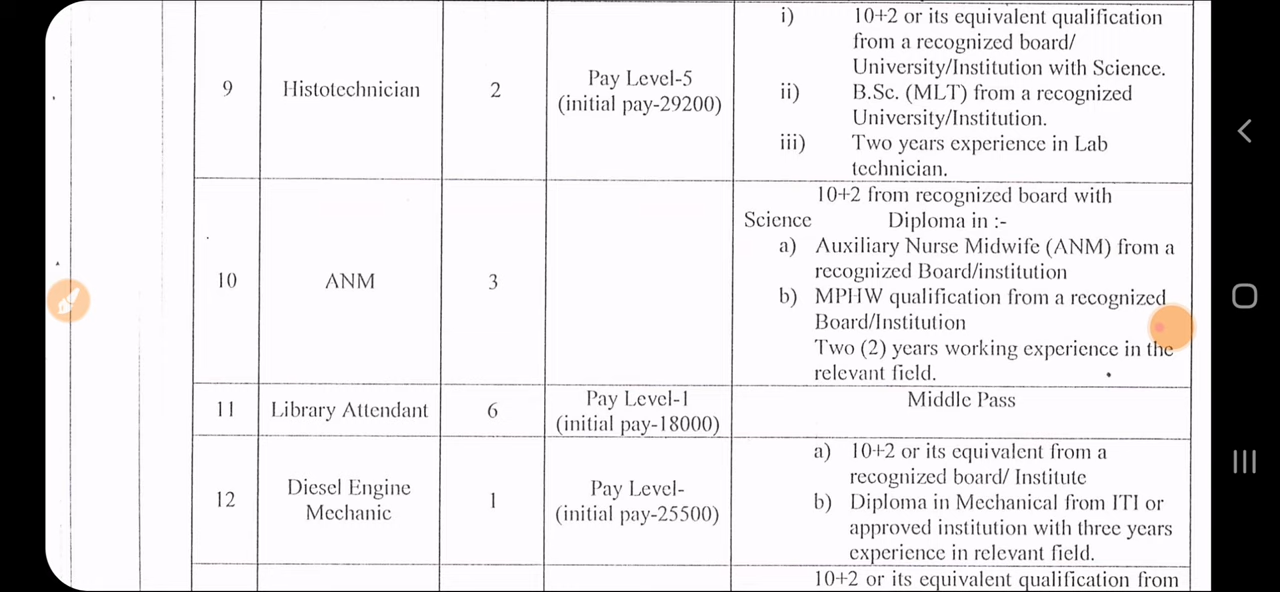 9
Histotechnician
2
Pay Level-5
(initial pay-29200)
i) 10+2 or its equivalent qualification
from a recognized board/
University/Institution with Science.
ii) B.Sc. (MLT) from a recognized
University/Institution.
iii) Two years experience in Lab
technician.
10
ANM
3
10+2 from recognized board with
Science Diploma in :-
a) Auxiliary Nurse Midwife (ANM) from a
recognized Board/institution
b) MPHW qualification from a recognized
Board/Institution
Two (2) years working experience in the
relevant field.
11
Library Attendant
6
Pay Level-1
(initial pay-18000)
Middle Pass
12
Diesel Engine
Mechanic
1
Pay Level-
(initial pay-25500)
a) 10+2 or its equivalent from a
recognized board/ Institute
b) Diploma in Mechanical from ITI or
approved institution with three years
experience in relevant field.
10+2 or its equivalent qualification from